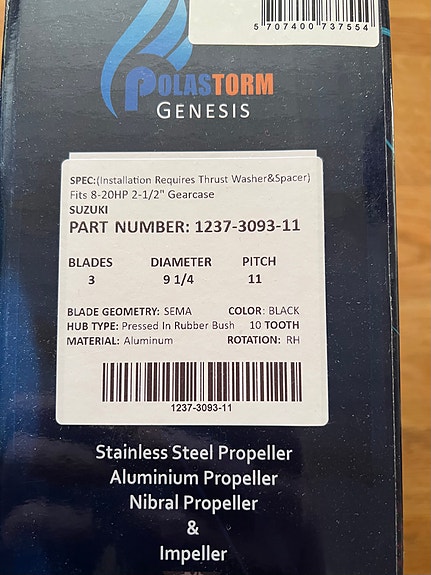 5 707400 737554
POLASTORM
GENESIS
SPEC:(Installation Requires Thrust Washer&Spacer)
Fits 8-20HP 2-1/2" Gearcase
SUZUKI
PART NUMBER: 1237-3093-11
BLADES DIAMETER PITCH
3 9 1/4 11
BLADE GEOMETRY: SEMA COLOR: BLACK
HUB TYPE: Pressed In Rubber Bush 10 TOOTH
MATERIAL: Aluminum ROTATION: RH
1237-3093-11
Stainless Steel Propeller
Aluminium Propeller
Nibral Propeller
&
Impeller